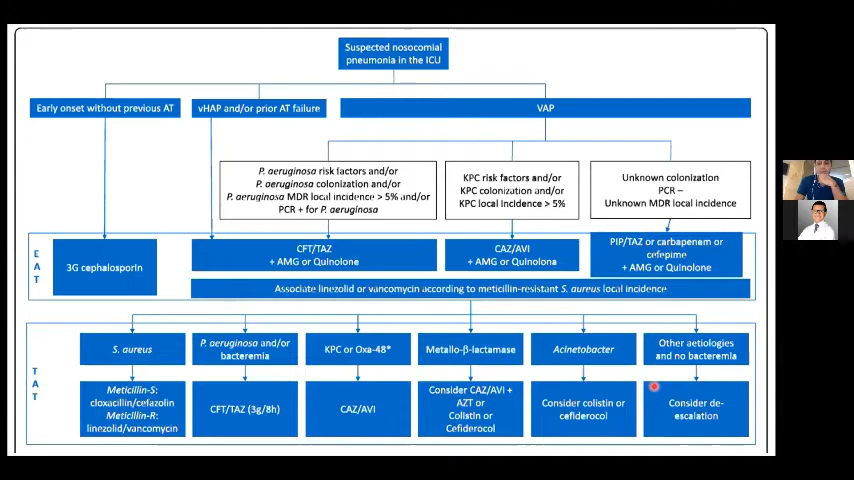 Suspected nosocomial
pneumonia in the ICU
Early onset without previous AT
vHAP and/or prior AT failure
VAP
P. aeruginosa risk factors and/or
P. aeruginosa colonization and/or
P. aeruginosa MDR local incidence > 5% and/or
PCR + for P. aeruginosa
KPC risk factors and/or
KPC colonization and/or
KPC local incidence > 5%
Unknown colonization
PCR –
Unknown MDR local incidence
E
A
T
3G cephalosporin
CFT/TAZ
+ AMG or Quinolone
CAZ/AVI
+ AMG or Quinolona
PIP/TAZ or carbapenom or
cefepime
+ AMG or Quinolone
Associate linezolid or vancomycin according to meticillin-resistant S. aureus local incidence
T
A
T
S. aureus
P. aeruginosa and/or
bacteremia
KPC or Oxa-48*
Metallo-β-lactamase
Acinetobacter
Other aetiologies
and no bacteremia
Meticillin-S:
cloxacillin/cefazolin
Meticillin-R:
linezolid/vancomycin
CFT/TAZ (3g/8h)
CAZ/AVI
Consider CAZ/AVI +
AZT or
Colistin or
Cefiderocol
Consider colistin or
cefiderocol
Consider de-
escalation